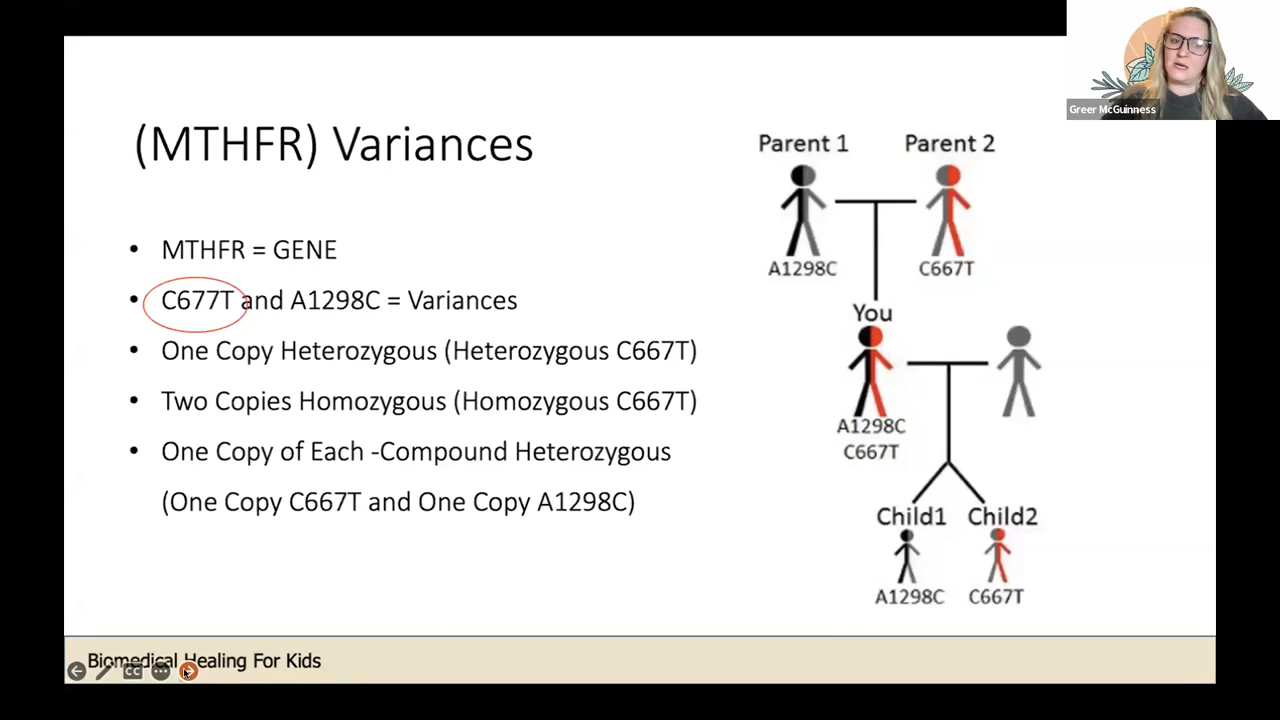 Greer McGuinness
(MTHFR) Variances
• MTHFR = GENE
• C677T and A1298C = Variances
• One Copy Heterozygous (Heterozygous C667T)
• Two Copies Homozygous (Homozygous C667T)
• One Copy of Each -Compound Heterozygous
(One Copy C667T and One Copy A1298C)
Parent 1 Parent 2
A1298C C667T
You
A1298C
C667T
Child1 Child2
A1298C C667T
Biomedical Healing For Kids
CC